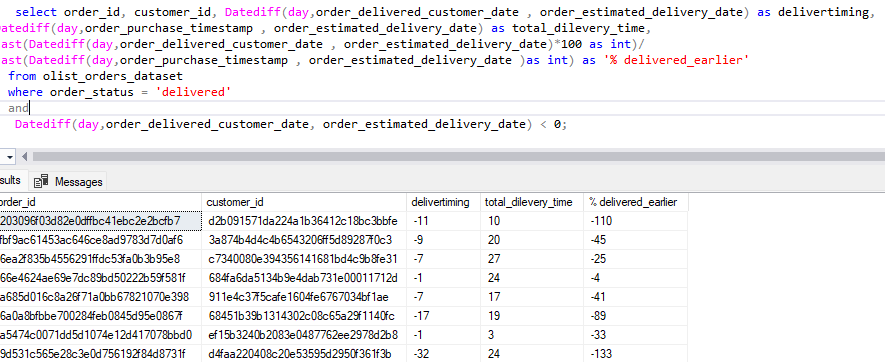 select order_id, customer_id, Datediff(day,order_delivered_customer_date , order_estimated_delivery_date) as delivertiming,
Datediff(day,order_purchase_timestamp , order_estimated_delivery_date) as total_dilevery_time,
ast(Datediff(day,order_delivered_customer_date , order_estimated_delivery_date)*100 as int)/
ast(Datediff(day,order_purchase_timestamp , order_estimated_delivery_date )as int) as '% delivered_earlier'
from olist_orders_dataset
where order_status = 'delivered'
and
Datediff(day,order_delivered_customer_date, order_estimated_delivery_date) < 0;
sults Messages
order_id customer_id delivertiming total_dilevery_time % delivered_earlier
203096f03d82e0dffbc41ebc2e2bcfb7 d2b091571da224a1b36412c18bc3bbfe -11 10 -110
fbf9ac61453ac646ce8ad9783d7d0af6 3a874b4d4c4b6543206ff5d89287f0c3 -9 20 -45
6ea2f835b4556291ffdc53fa0b3b95e8 c7340080e394356141681bd4c9b8fe31 -7 27 -25
66e4624ae69e7dc89bd50222b59f581f 684fa6da5134b9e4dab731e00011712d -1 24 -4
a685d016c8a26f71a0bb67821070e398 911e4c37f5cafe1604fe6767034bf1ae -7 17 -41
6a0a8bfbbe700284feb0845d95e0867f 68451b39b1314302c08c65a29f1140fc -17 19 -89
a5474c0071dd5d1074e12d417078bbd0 ef15b3240b2083e0487762ee2978d2b8 -1 3 -33
9d531c565e28c3e0d756192f84d8731f d4faa220408c20e53595d2950f361f3b -32 24 -133